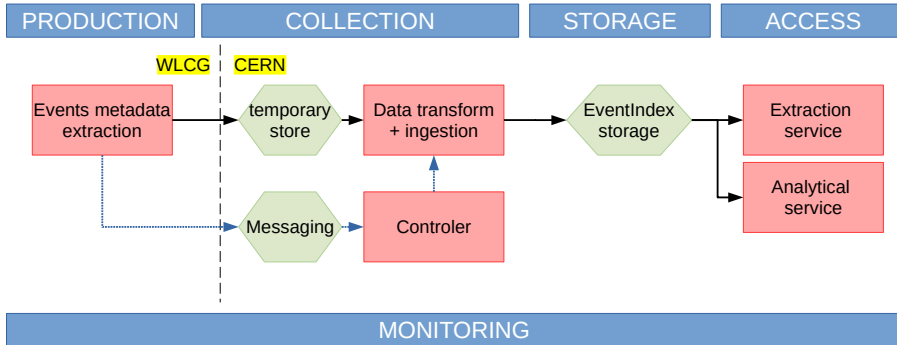 PRODUCTION
COLLECTION
STORAGE
ACCESS
WLCG
CERN
Events metadata
extraction
temporary
store
Data transform
+ ingestion
EventIndex
storage
Extraction
service
Analytical
service
Messaging
Controler
MONITORING